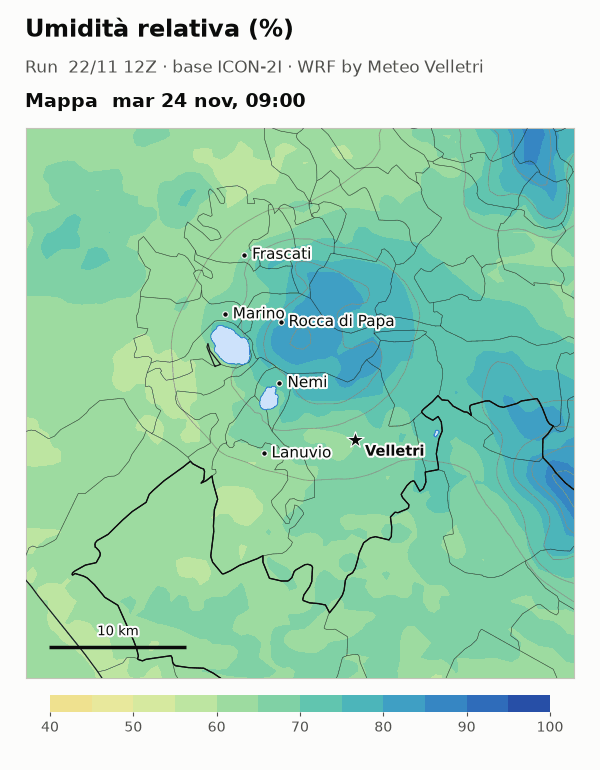 Umidità relativa (%)
Run  22/11 12Z · base ICON-2I · WRF by Meteo Velletri
Mappa  mar 24 nov, 09:00
Frascati
Marino
Rocca di Papa
Nemi
Velletri
Lanuvio
10 km
40 50 60 70 80 90 100